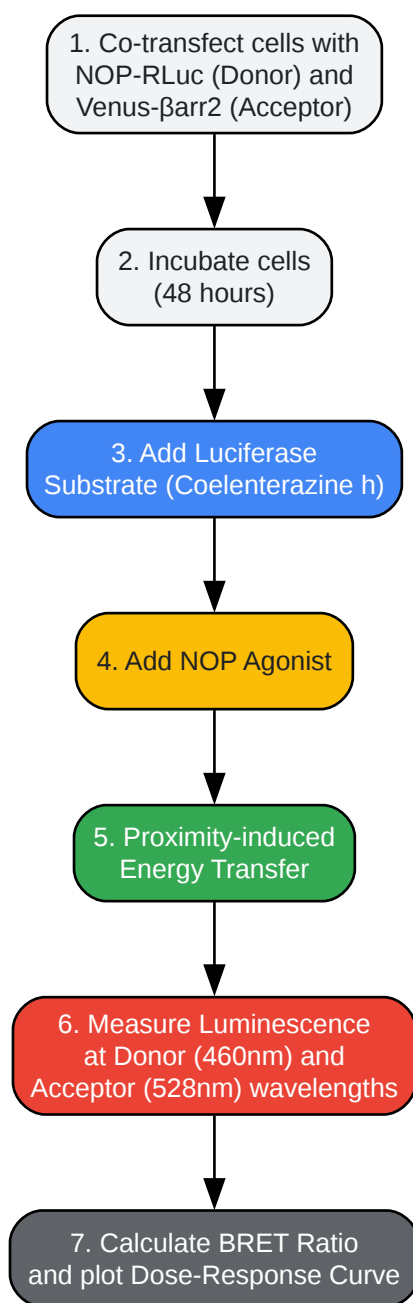 1. Co-transfect cells with
NOP-RLuc (Donor) and
Venus-βarr2 (Acceptor)
2. Incubate cells
(48 hours)
3. Add Luciferase
Substrate (Coelenterazine h)
4. Add NOP Agonist
5. Proximity-induced
Energy Transfer
6. Measure Luminescence
at Donor (460nm) and
Acceptor (528nm) wavelengths
7. Calculate BRET Ratio
and plot Dose-Response Curve